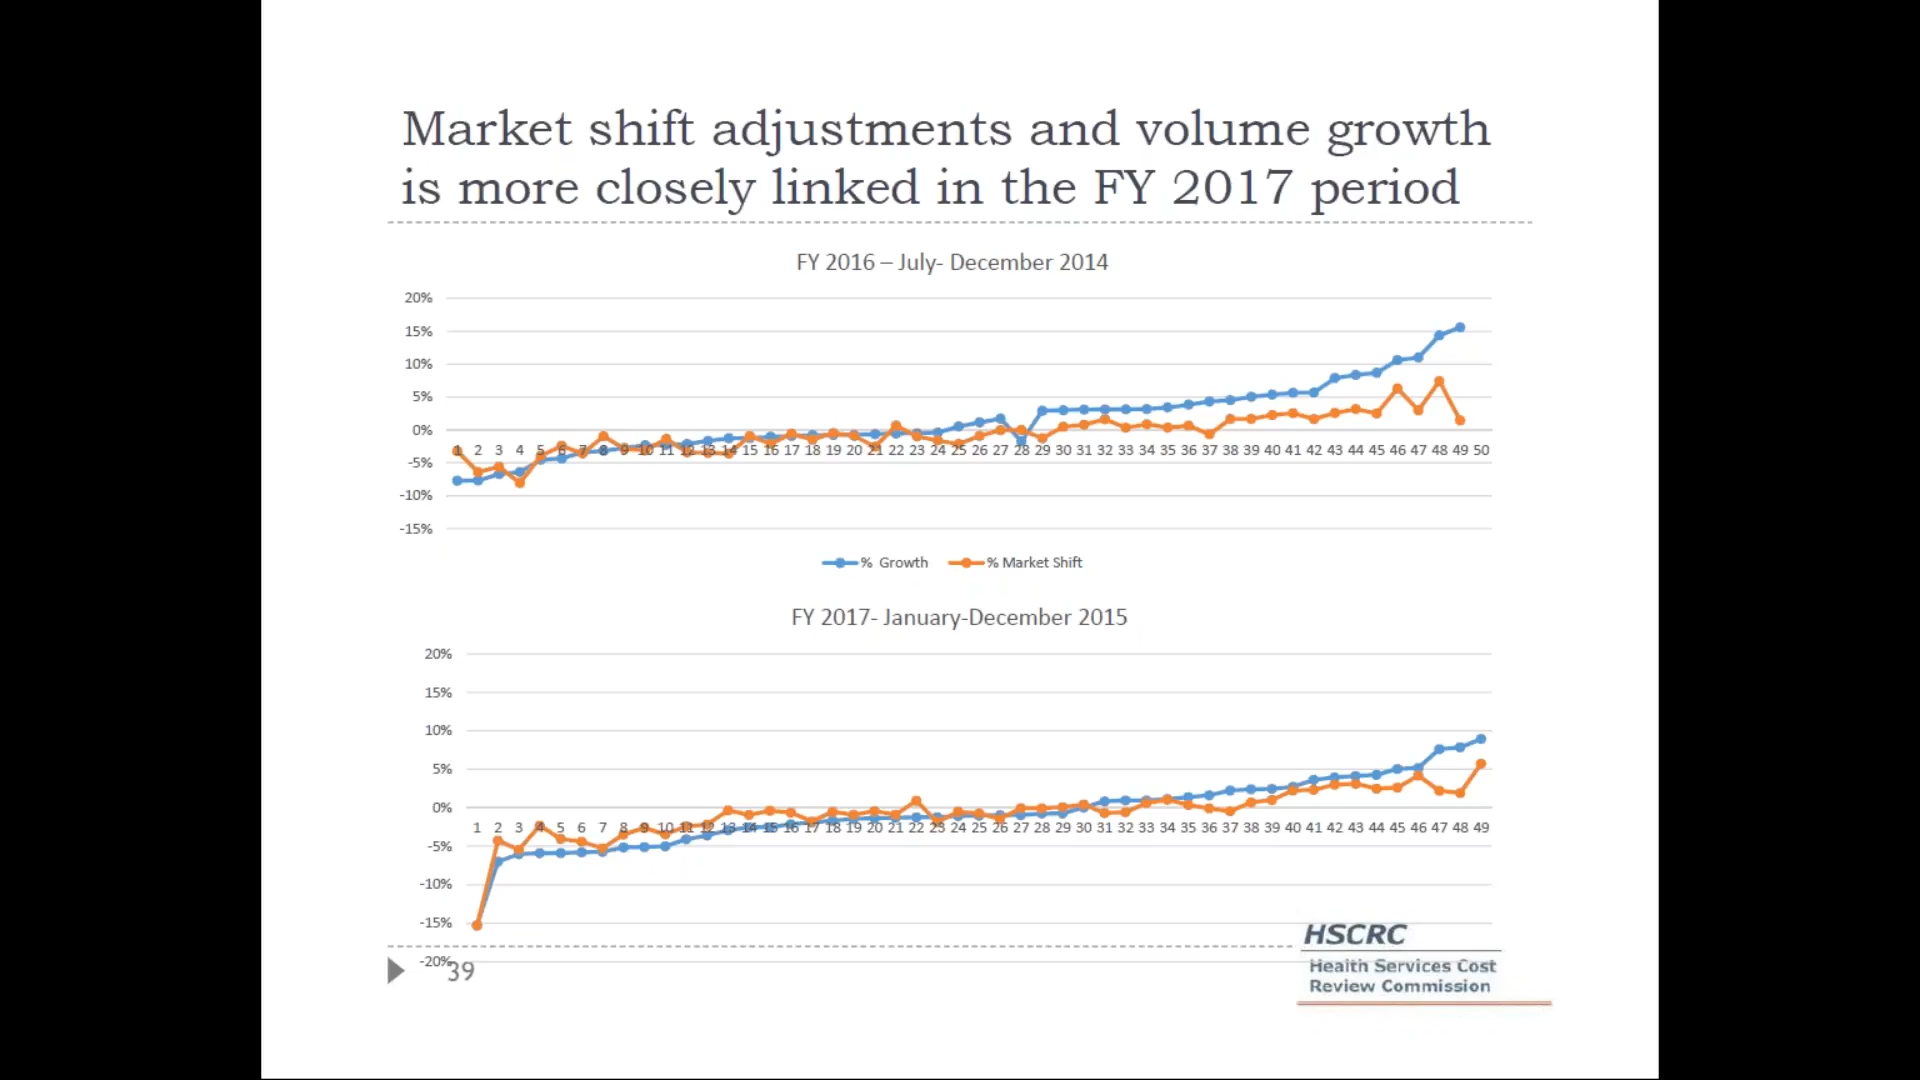 Market shift adjustments and volume growth
is more closely linked in the FY 2017 period
FY 2016 – July- December 2014
20%
15%
10%
5%
0%
1 2 3 4 5 6 7 8 9 10 11 12 13 14 15 16 17 18 19 20 21 22 23 24 25 26 27 28 29 30 31 32 33 34 35 36 37 38 39 40 41 42 43 44 45 46 47 48 49 50
-5%
-10%
-15%
% Growth % Market Shift
FY 2017- January-December 2015
20%
15%
10%
5%
0%
1 2 3 4 5 6 7 8 9 10 11 12 13 14 15 16 17 18 19 20 21 22 23 24 25 26 27 28 29 30 31 32 33 34 35 36 37 38 39 40 41 42 43 44 45 46 47 48 49
-5%
-10%
-15%
-20%
39
HSCRC
Health Services Cost
Review Commission